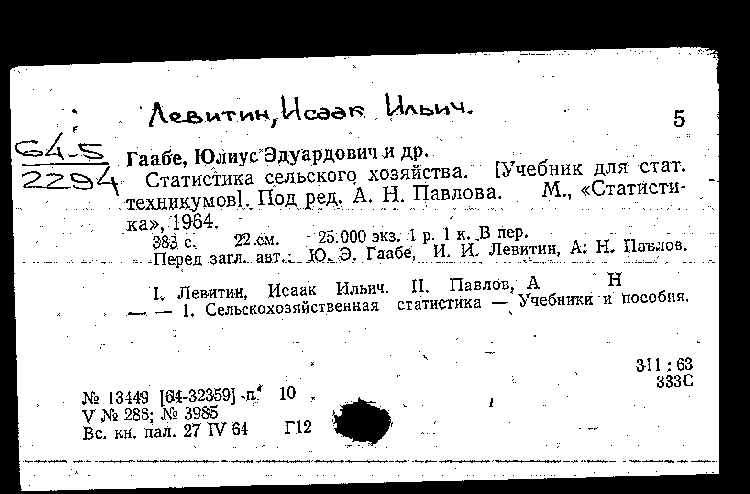 Левитин, Исаак Ильич.
5
64-5
2294
Гаабе, Юлиус Эдуардович и др.
Статистика сельского хозяйства. [Учебник для стат.
техникумов]. Под ред. А. Н. Павлова. М., «Статисти-
ка», 1964.
383 с. 22 см. 25.000 экз. 1 р. 1 к. В пер.
Перед загл. авт.: Ю. Э. Гаабе, И. И. Левитин, А. Н. Павлов.
I. Левитин, Исаак Ильич. II. Павлов, А Н
— — 1. Сельскохозяйственная статистика — Учебники и пособия.
311 : 63
333С
№ 13449 [64-32359] п. 10
V № 288; № 3985
Вс. кн. пал. 27 IV 64 Г12